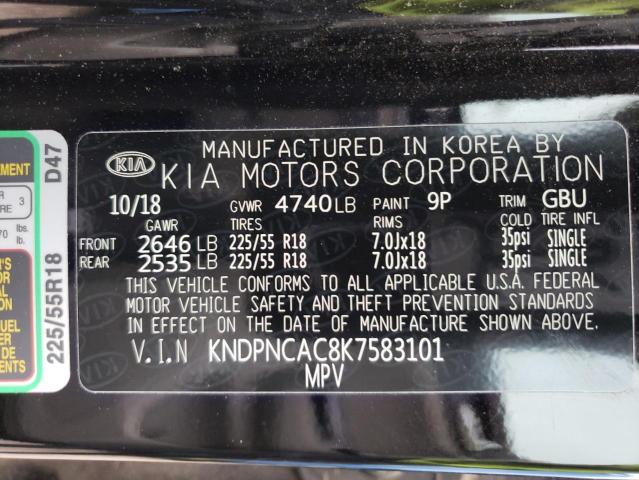 MANUFACTURED IN KOREA BY
KIA KIA MOTORS CORPORATION
10/18 GVWR 4740LB PAINT 9P TRIM GBU
GAWR TIRES RIMS COLD TIRE INFL
FRONT 2646 LB 225/55 R18 7.0Jx18 35psi SINGLE
REAR 2535 LB 225/55 R18 7.0Jx18 35psi SINGLE
THIS VEHICLE CONFORMS TO ALL APPLICABLE U.S.A. FEDERAL
MOTOR VEHICLE SAFETY AND THEFT PREVENTION STANDARDS
IN EFFECT ON THE DATE OF MANUFACTURE SHOWN ABOVE.
V.I.N KNDPNCAC8K7583101
MPV
225/55R18 D47
3
lbs.
lb.